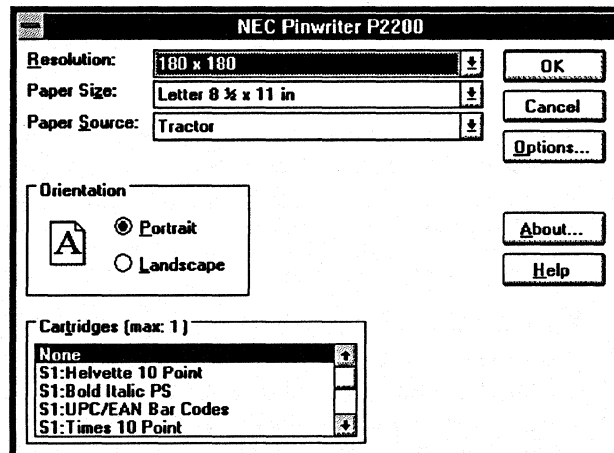 NEC Pinwriter P2200
Resolution: 180 x 180
Paper Size: Letter 8 ½ x 11 in
Paper Source: Tractor
OK
Cancel
Options...
Orientation
A
Portrait
Landscape
About...
Help
Cartridges (max: 1 )
None
S1:Helvette 10 Point
S1:Bold Italic PS
S1:UPC/EAN Bar Codes
S1:Times 10 Point